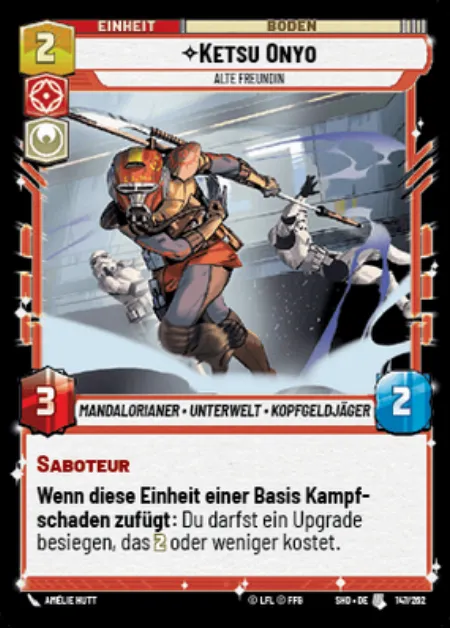 EINHEIT BODEN
2 KETSU ONYO
ALTE FREUNDIN
3 MANDALORIANER • UNTERWELT • KOPFGELDJÄGER 2
SABOTEUR
Wenn diese Einheit einer Basis Kampf-
schaden zufügt: Du darfst ein Upgrade
besiegen, das 2 oder weniger kostet.
AMÉLIE HUTT © LFL © FFG SHD • DE 147/262